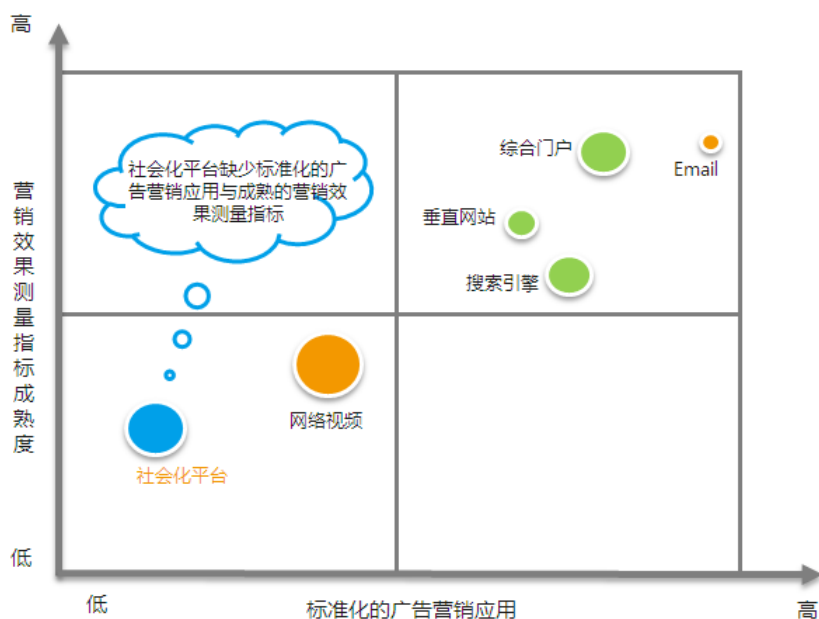 高
社会化平台缺少标准化的广
告营销应用与成熟的营销效
果测量指标
综合门户
Email
垂直网站
搜索引擎
营销效果测量指标成熟度
网络视频
社会化平台
低
低
标准化的广告营销应用
高